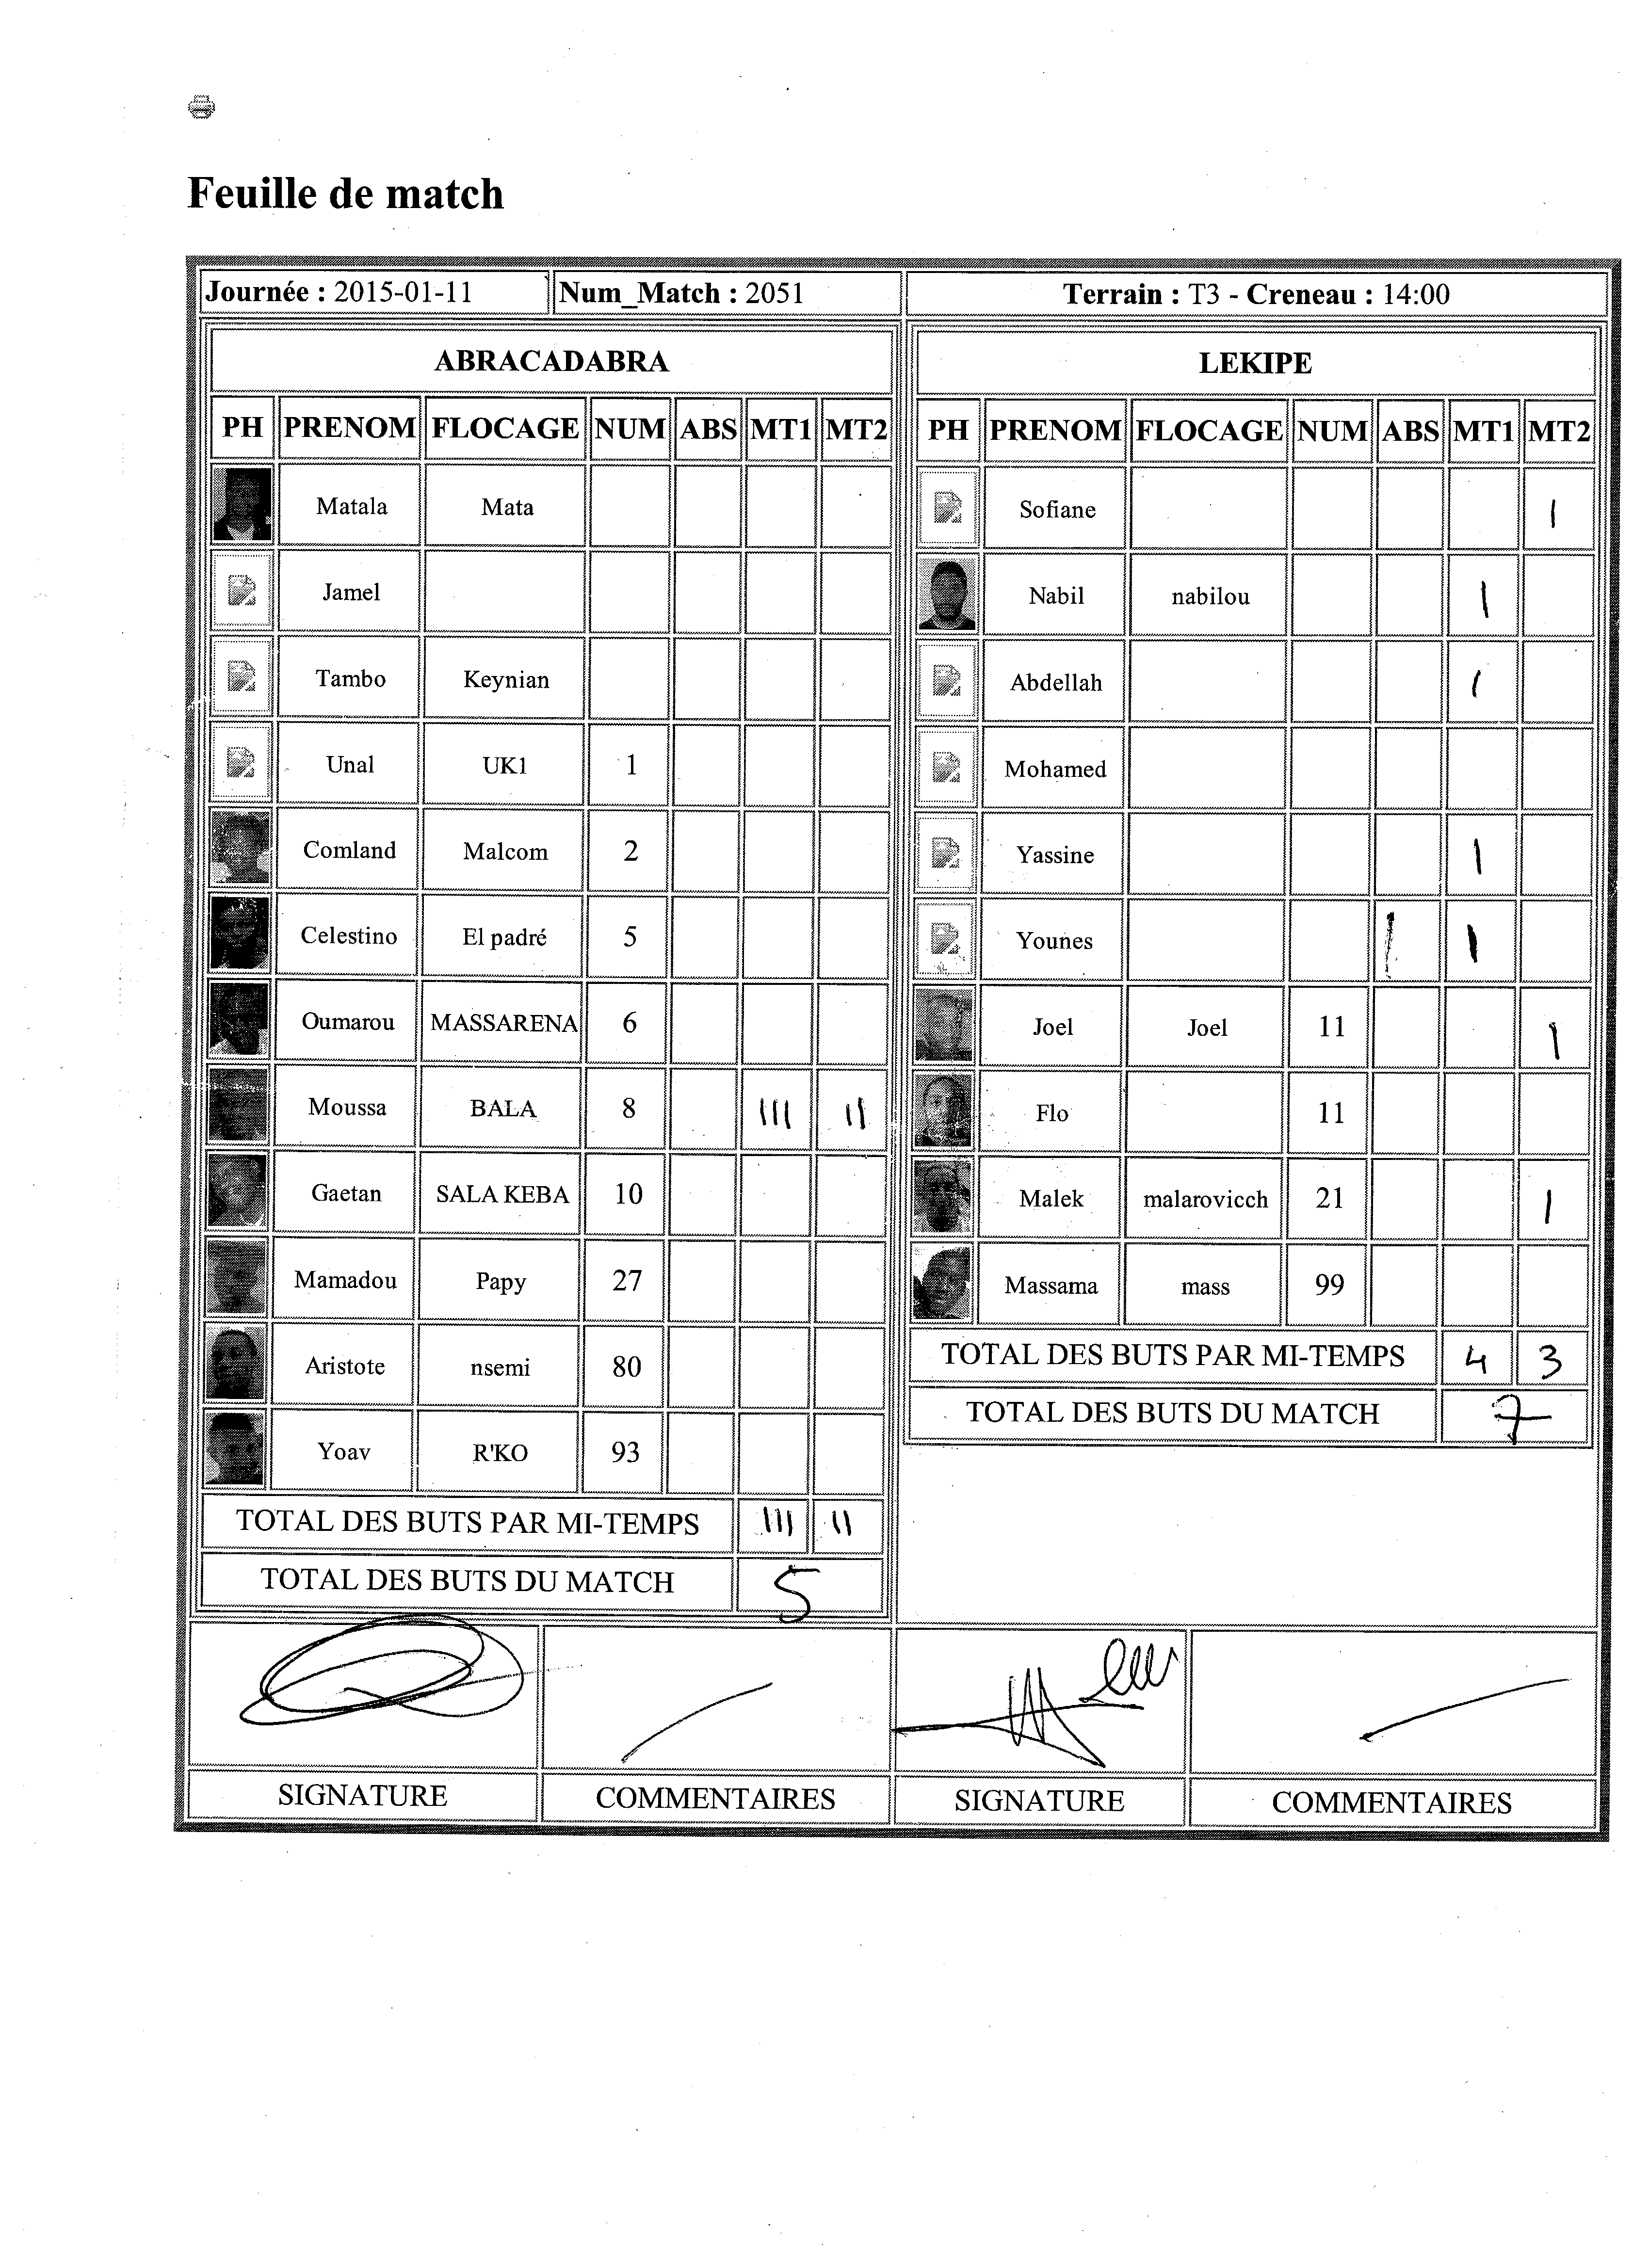 Feuille de match
Journée : 2015-01-11 Num_Match : 2051 Terrain : T3 - Creneau : 14:00
ABRACADABRA
PH PRENOM FLOCAGE NUM ABS MT1 MT2
Matala Mata
Jamel
Tambo Keynian
Unal UK1 1
Comland Malcom 2
Celestino El padré 5
Oumarou MASSARENA 6
Moussa BALA 8 III II
Gaetan SALA KEBA 10
Mamadou Papy 27
Aristote nsemi 80
Yoav R'KO 93
TOTAL DES BUTS PAR MI-TEMPS III II
TOTAL DES BUTS DU MATCH 5
LEKIPE
PH PRENOM FLOCAGE NUM ABS MT1 MT2
Sofiane I
Nabil nabilou I
Abdellah I
Mohamed
Yassine I
Younes I I
Joel Joel 11 I
Flo 11
Malek malarovicch 21 I
Massama mass 99
TOTAL DES BUTS PAR MI-TEMPS 4 3
TOTAL DES BUTS DU MATCH 7
SIGNATURE COMMENTAIRES SIGNATURE COMMENTAIRES